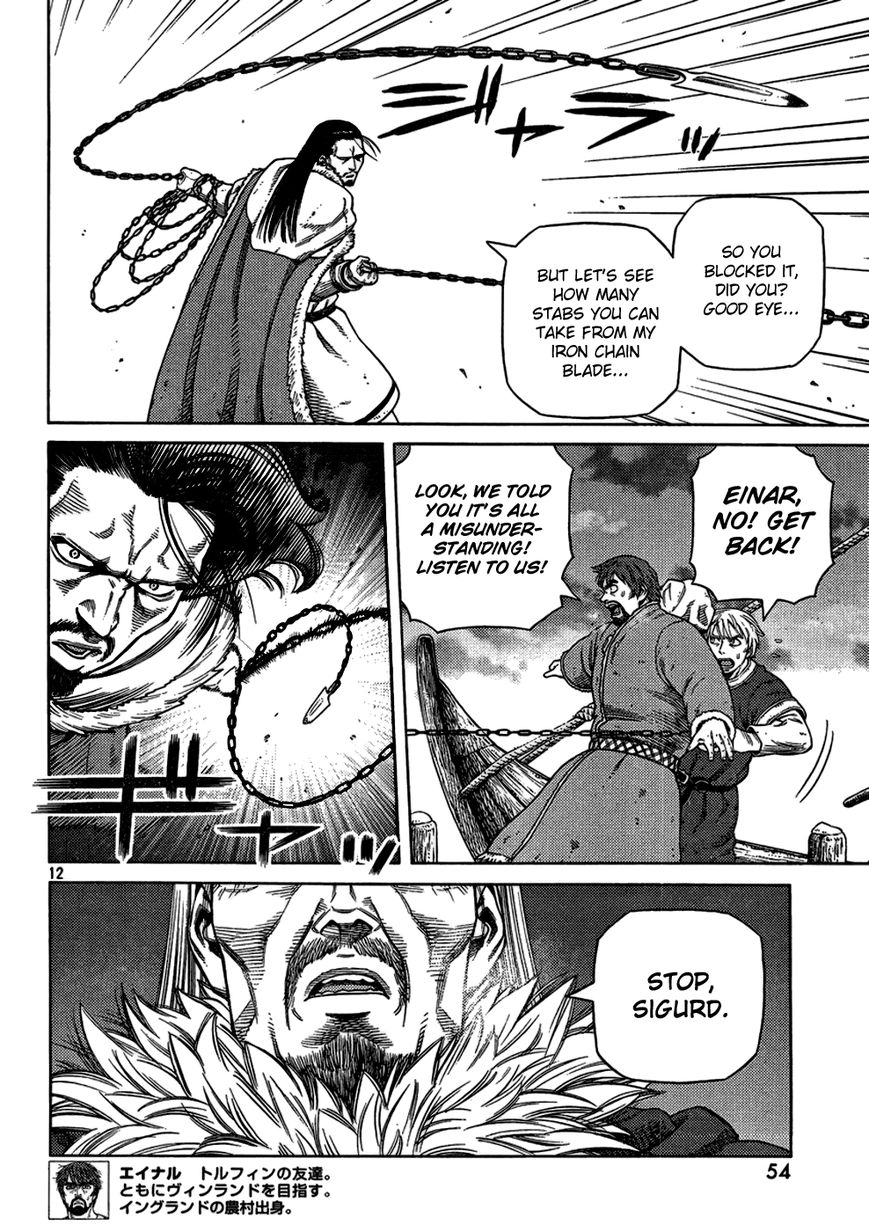 ジャッ
SO YOU
BLOCKED IT,
DID YOU?
GOOD EYE...
BUT LET'S SEE
HOW MANY
STABS YOU CAN
TAKE FROM MY
IRON CHAIN
BLADE...
EINAR,
NO! GET
BACK!
LOOK, WE TOLD
YOU IT'S ALL
A MISUNDER-
STANDING!
LISTEN TO US!
ギャッ
12
STOP,
SIGURD.
54
エイナル トルフィンの友達。
ともにヴィンランドを目指す。
イングランドの農村出身。